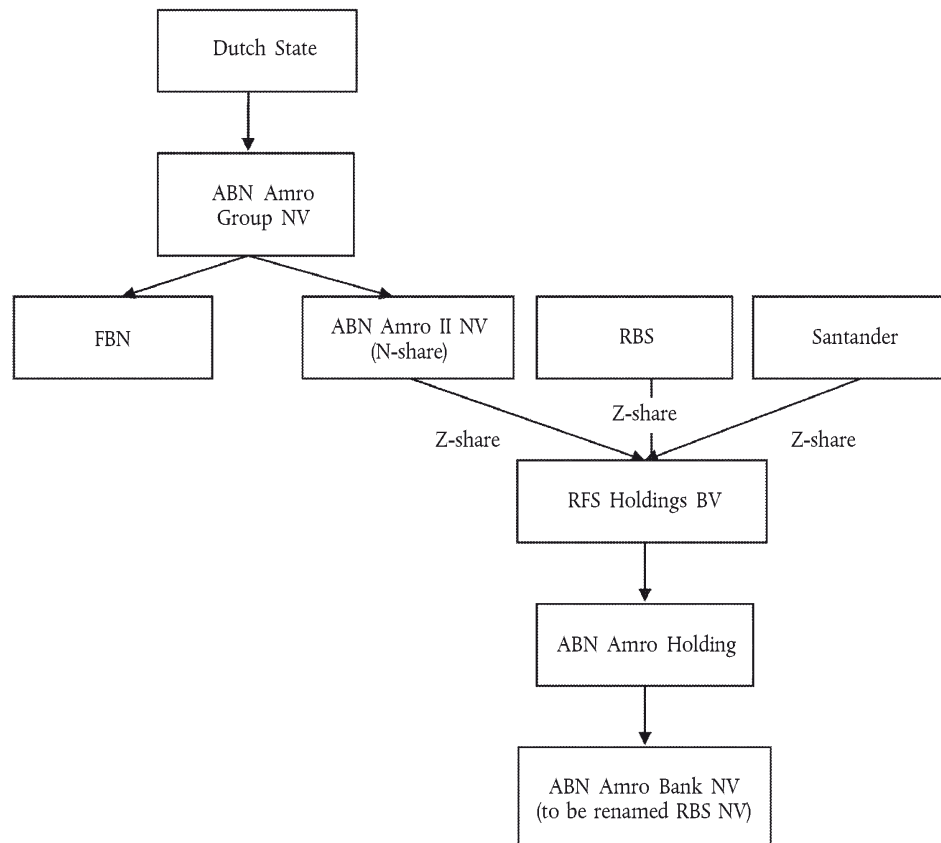 Dutch State
ABN Amro
Group NV
FBN
ABN Amro II NV
(N-share)
RBS
Santander
Z-share
Z-share
Z-share
RFS Holdings BV
ABN Amro Holding
ABN Amro Bank NV
(to be renamed RBS NV)